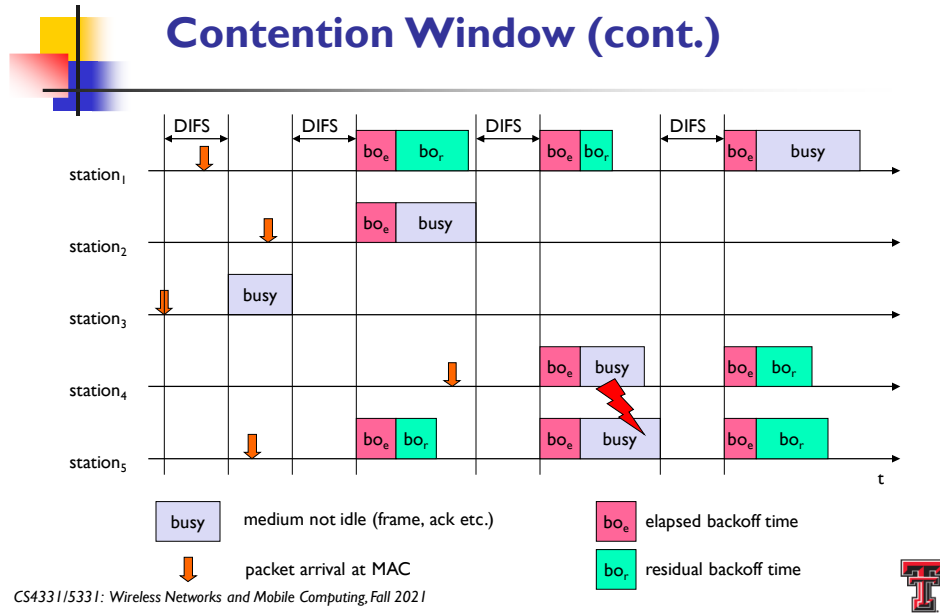 Contention Window (cont.)
DIFS DIFS DIFS DIFS
boₑ boᵣ boₑ boᵣ boₑ busy
station₁
boₑ busy
station₂
busy
station₃
boₑ busy boₑ boᵣ
station₄
boₑ boᵣ boₑ busy boₑ boᵣ
station₅
t
busy medium not idle (frame, ack etc.) boₑ elapsed backoff time
packet arrival at MAC boᵣ residual backoff time
CS4331/5331: Wireless Networks and Mobile Computing, Fall 2021